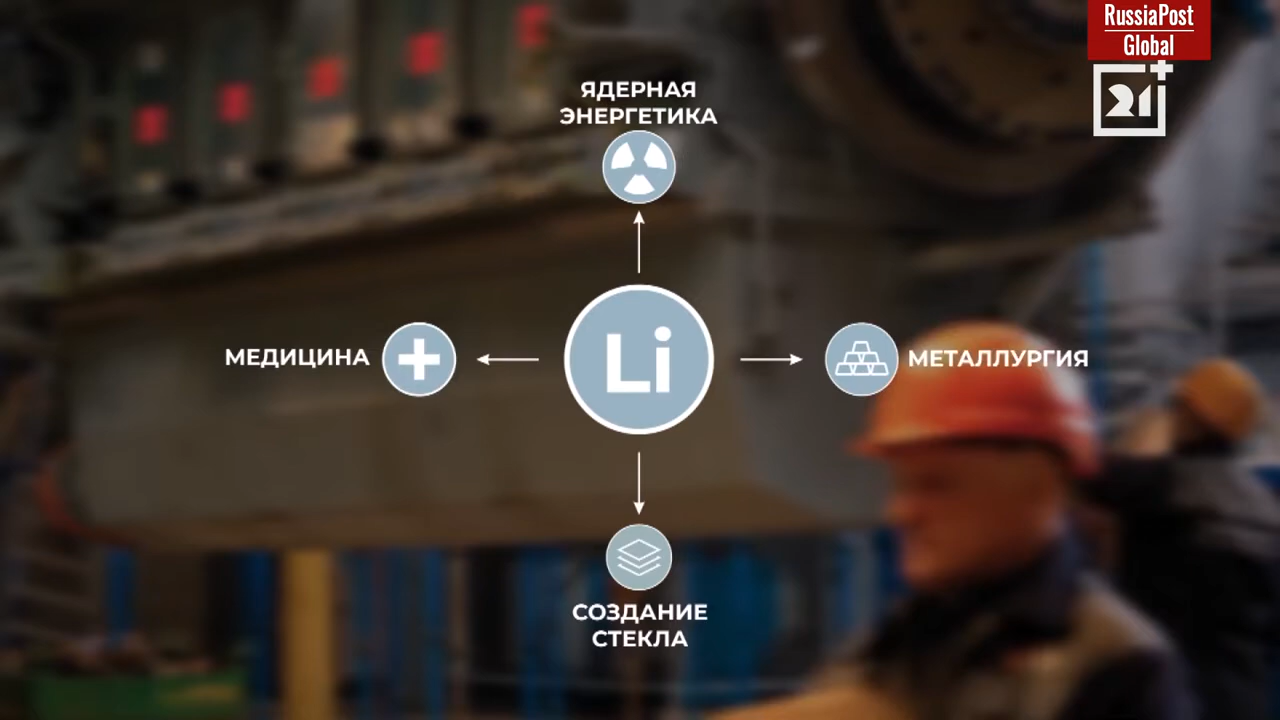 RussiaPost
Global
21+
ЯДЕРНАЯ
ЭНЕРГЕТИКА
МЕДИЦИНА
Li
МЕТАЛЛУРГИЯ
СОЗДАНИЕ
СТЕКЛА